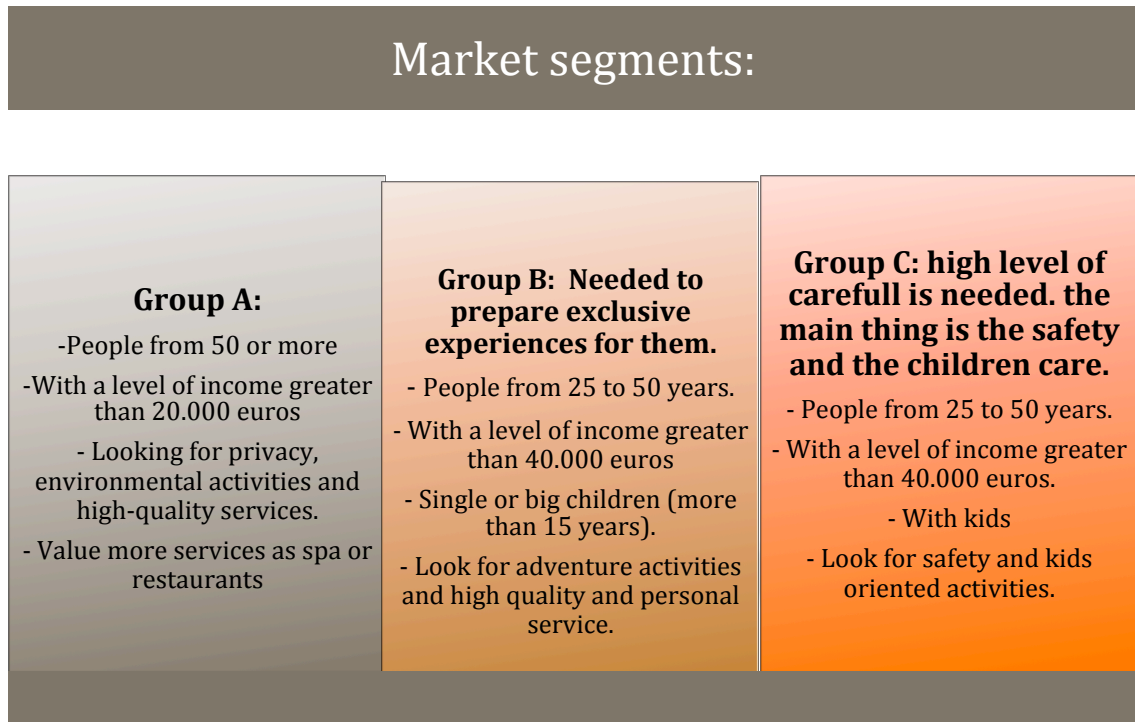 Market segments:
Group A:
-People from 50 or more
-With a level of income greater
than 20.000 euros
- Looking for privacy,
environmental activities and
high-quality services.
- Value more services as spa or
restaurants
Group B:  Needed to
prepare exclusive
experiences for them.
- People from 25 to 50 years.
- With a level of income greater
than 40.000 euros
- Single or big children (more
than 15 years).
- Look for adventure activities
and high quality and personal
service.
Group C: high level of
carefull is needed. the
main thing is the safety
and the children care.
- People from 25 to 50 years.
- With a level of income greater
than 40.000 euros.
- With kids
- Look for safety and kids
oriented activities.